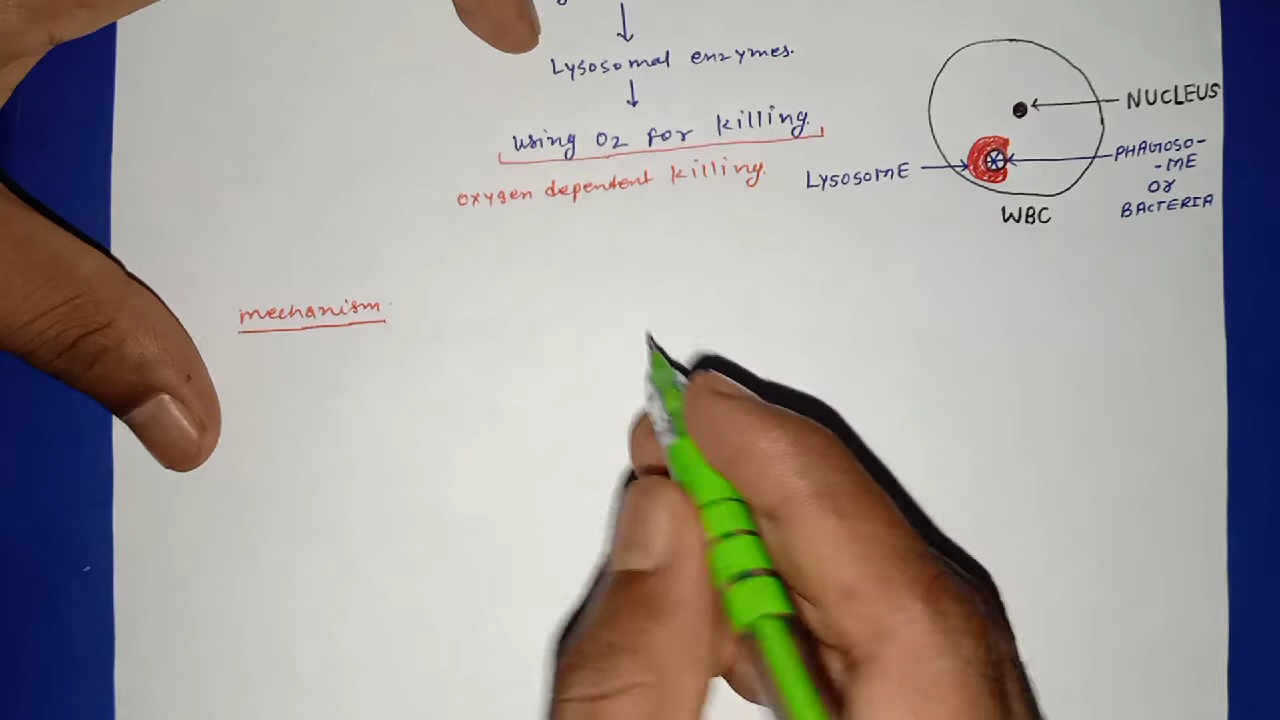 Lysosomal enzymes.
using O2 for killing.
oxygen dependent killing.
NUCLEUS
LYSOSOME
PHAGOSO-
-ME
Or
BACTERIA
WBC
mechanism.